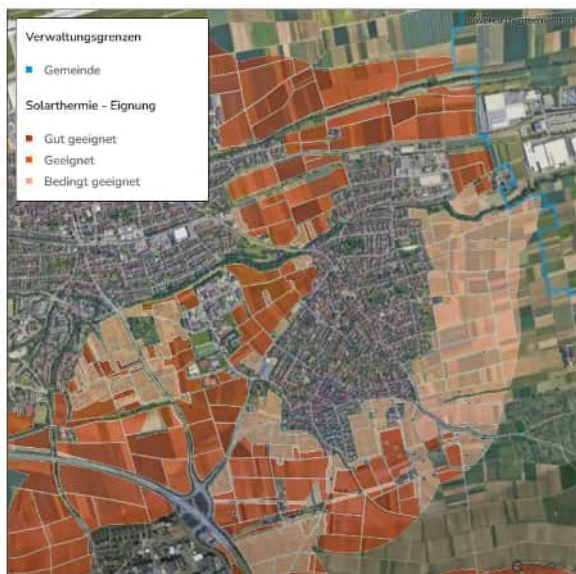 Verwaltungsgrenzen
Gemeinde
Solarthermie - Eignung
Gut geeignet
Geeignet
Bedingt geeignet